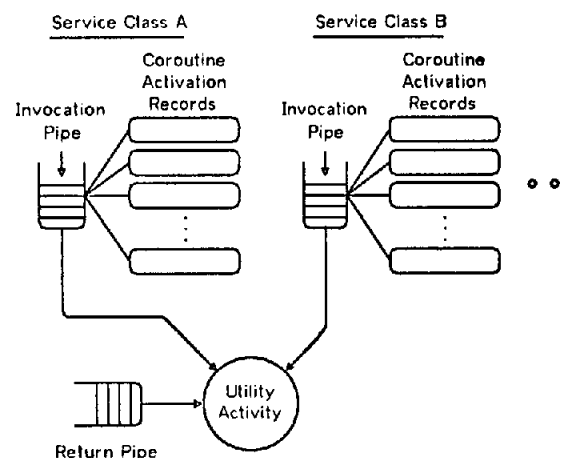 Service Class A
Service Class B
Coroutine
Activation
Records
Invocation
Pipe
Coroutine
Activation
Records
Invocation
Pipe
Utility
Activity
Return Pipe